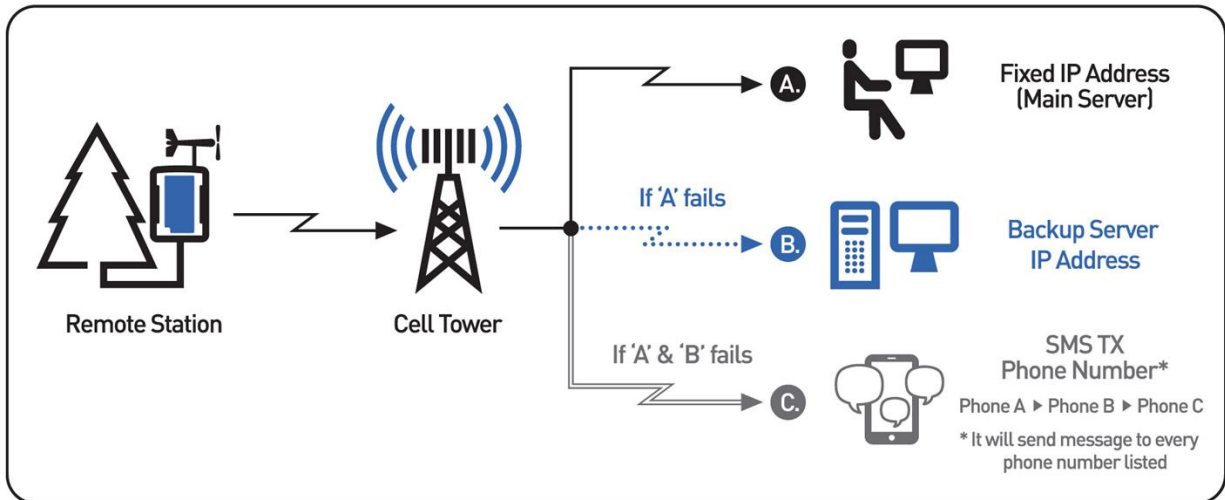 Remote Station
Cell Tower
A.
Fixed IP Address
(Main Server)
If ‘A’ fails
B.
Backup Server
IP Address
If ‘A’ & ‘B’ fails
C.
SMS TX
Phone Number*
Phone A ▶ Phone B ▶ Phone C
* It will send message to every
phone number listed